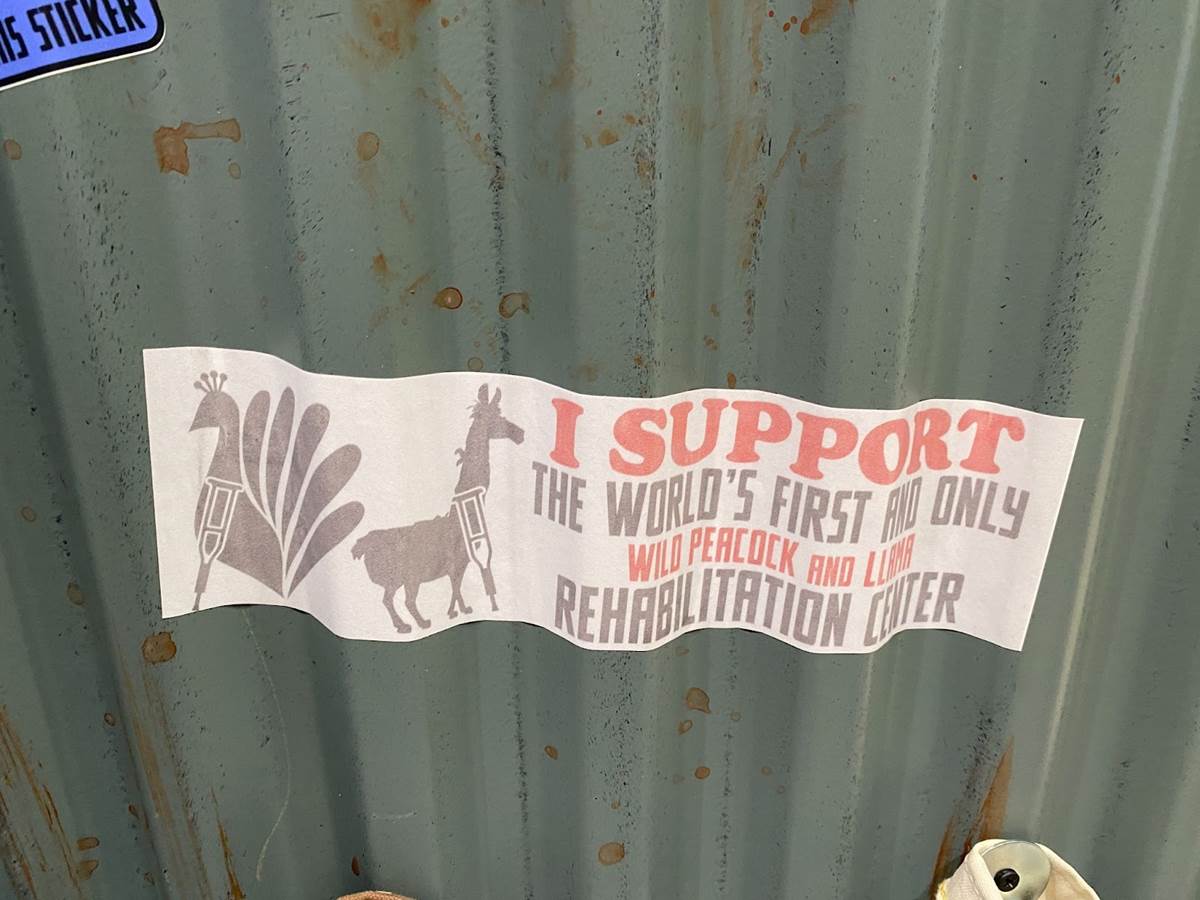 IS STICKER
I SUPPORT
THE WORLD'S FIRST AND ONLY
WILD PEACOCK AND LLAMA
REHABILITATION CENTER